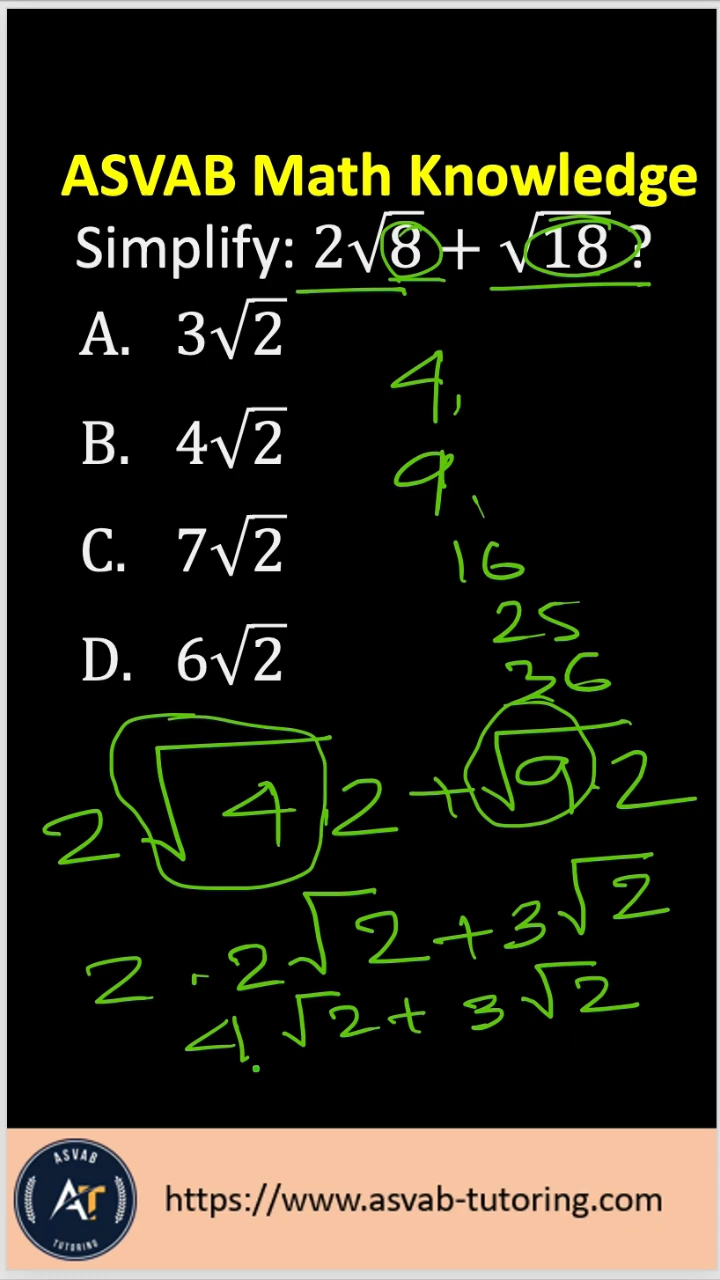 ASVAB Math Knowledge
Simplify: 2√8 + √18 ?
A. 3√2
B. 4√2
C. 7√2
D. 6√2
4,
9,
16
25
36
2√4·2 + √9·2
2 · 2√2 + 3√2
4·√2 + 3√2
ASVAB
AT
TUTORING
https://www.asvab-tutoring.com